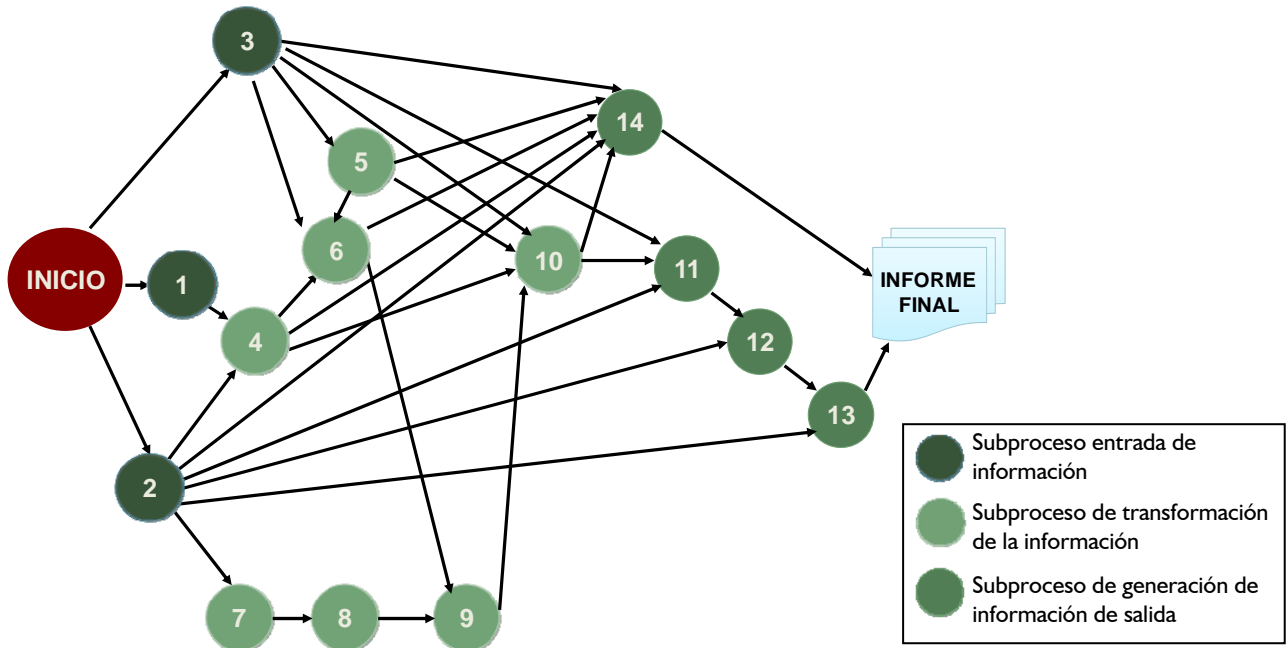 3
14
5
6
10
11
INICIO
1
INFORME
FINAL
4
12
13
2
7
8
9
Subproceso entrada de
información
Subproceso de transformación
de la información
Subproceso de generación de
información de salida